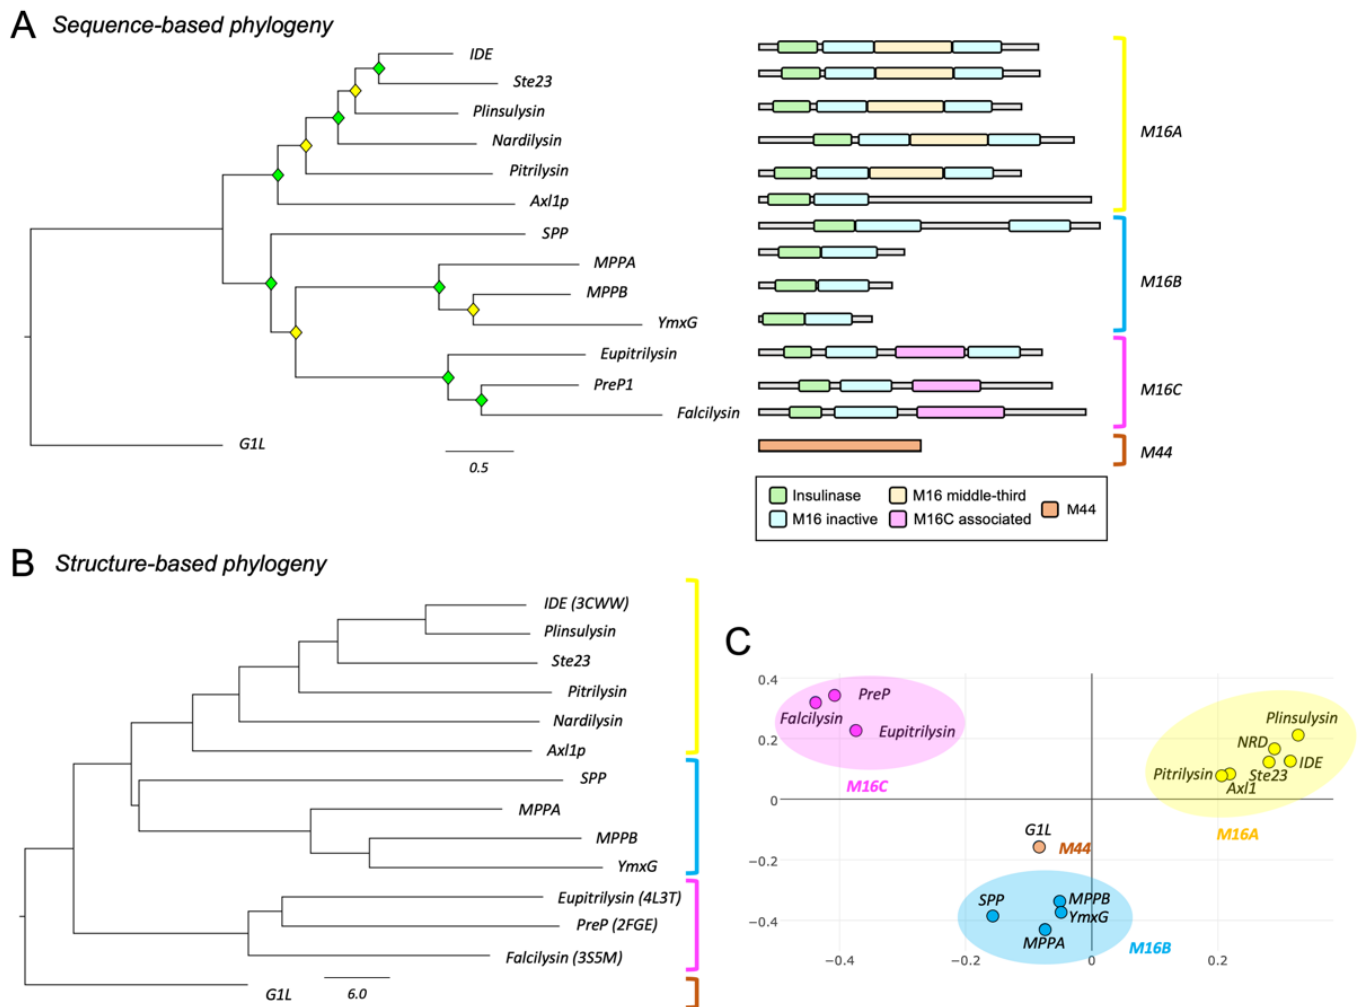 A Sequence-based phylogeny
IDE
Ste23
Plinsulysin
Nardilysin
Pitrilysin
Axl1p
SPP
MPPA
MPPB
YmxG
Eupitrilysin
PreP1
Falcilysin
G1L
0.5
M16A
M16B
M16C
M44
Insulinase
M16 middle-third
M44
M16 inactive
M16C associated
B Structure-based phylogeny
IDE (3CWW)
Plinsulysin
Ste23
Pitrilysin
Nardilysin
Axl1p
SPP
MPPA
MPPB
YmxG
Eupitrilysin (4L3T)
PreP (2FGE)
Falcilysin (3S5M)
G1L
6.0
C
0.4
0.2
0
−0.2
−0.4
−0.4
−0.2
0
0.2
PreP
Falcilysin
Eupitrilysin
M16C
Plinsulysin
NRD
IDE
Pitrilysin
Ste23
Axl1
M16A
G1L
M44
SPP
MPPB
YmxG
MPPA
M16B